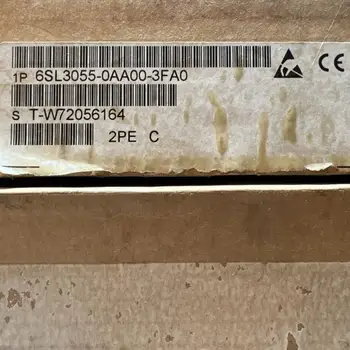 1P 6SL3055-0AA00-3FA0
S T-W72056164
2PE C
CE